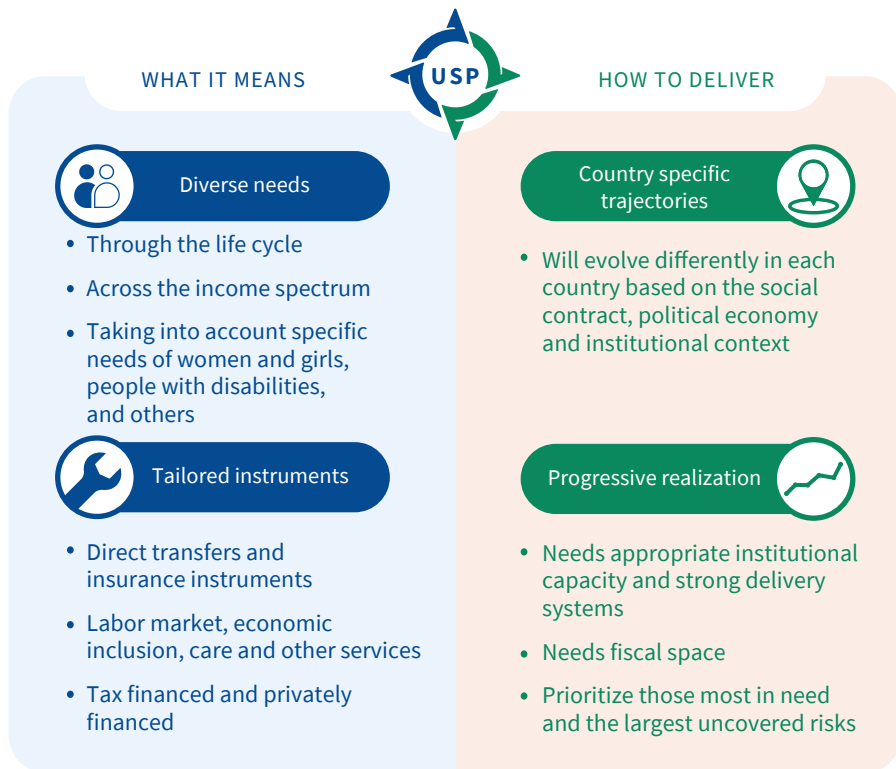 USP
WHAT IT MEANS
Diverse needs
• Through the life cycle
• Across the income spectrum
• Taking into account specific
needs of women and girls,
people with disabilities,
and others
Tailored instruments
• Direct transfers and
insurance instruments
• Labor market, economic
inclusion, care and other services
• Tax financed and privately
financed
HOW TO DELIVER
Country specific
trajectories
• Will evolve differently in each
country based on the social
contract, political economy
and institutional context
Progressive realization
• Needs appropriate institutional
capacity and strong delivery
systems
• Needs fiscal space
• Prioritize those most in need
and the largest uncovered risks